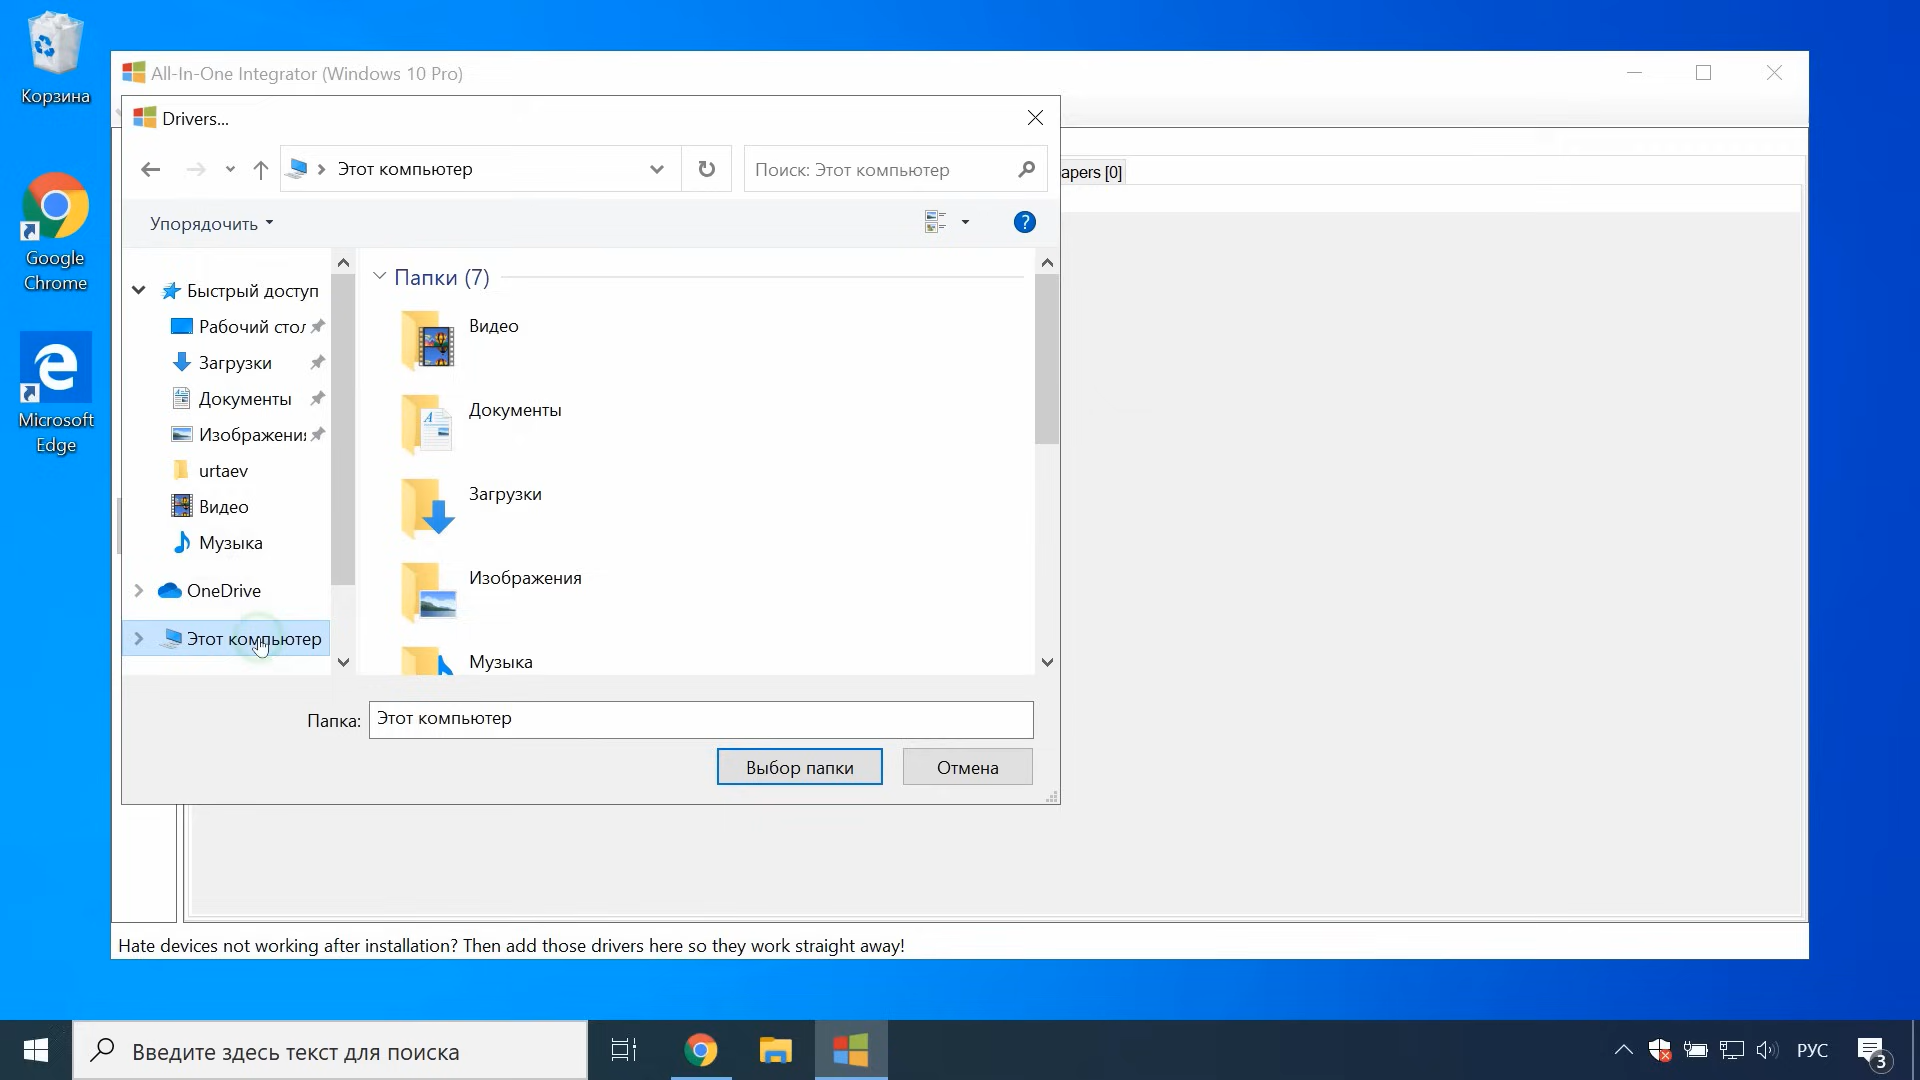 Корзина
Google
Chrome
Microsoft
Edge
All-In-One Integrator (Windows 10 Pro)
Drivers...
Этот компьютер
Поиск: Этот компьютер
apers [0]
Упорядочить
?
Быстрый доступ
Рабочий стол
Загрузки
Документы
Изображения
urtaev
Видео
Музыка
OneDrive
Этот компьютер
Папки (7)
Видео
Документы
Загрузки
Изображения
Музыка
Папка: Этот компьютер
Выбор папки
Отмена
Hate devices not working after installation? Then add those drivers here so they work straight away!
Введите здесь текст для поиска
РУС
3